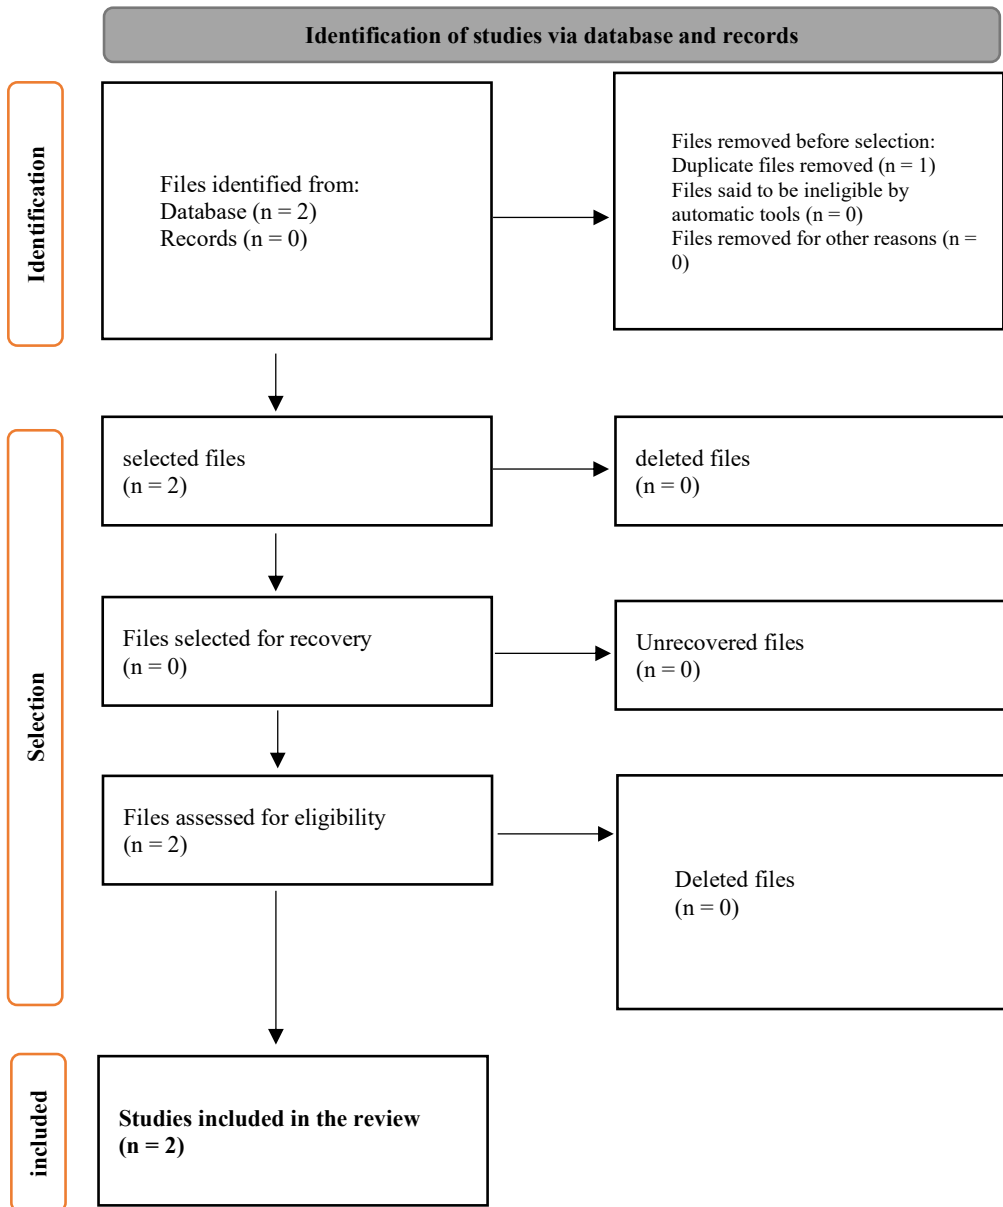 Identification of studies via database and records
Identification
Files identified from:
Database (n = 2)
Records (n = 0)
Files removed before selection:
Duplicate files removed (n = 1)
Files said to be ineligible by
automatic tools (n = 0)
Files removed for other reasons (n =
0)
Selection
selected files
(n = 2)
deleted files
(n = 0)
Files selected for recovery
(n = 0)
Unrecovered files
(n = 0)
Files assessed for eligibility
(n = 2)
Deleted files
(n = 0)
included
Studies included in the review
(n = 2)